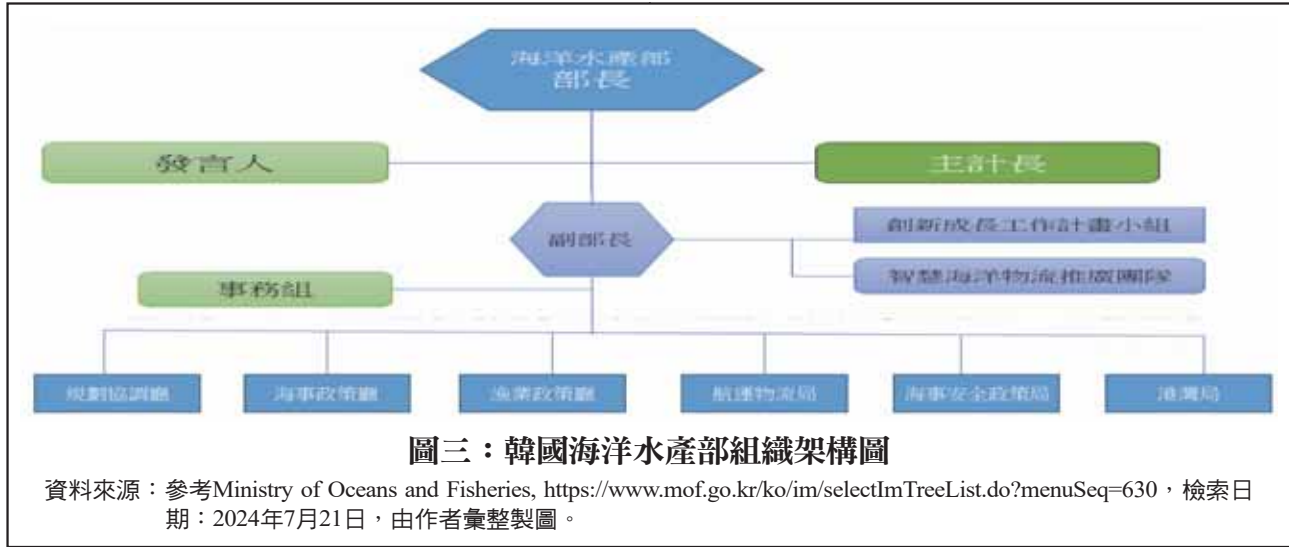 海洋水產部
部長
發言人
主計長
副部長
創新成長工作計畫小組
智慧海洋物流推廣團隊
事務組
規劃協調廳
海事政策廳
漁業政策廳
航運物流局
海事安全政策局
港灣局
圖三：韓國海洋水產部組織架構圖
資料來源：參考Ministry of Oceans and Fisheries, https://www.mof.go.kr/ko/im/selectImTreeList.do?menuSeq=630，檢索日
期：2024年7月21日，由作者彙整製圖。